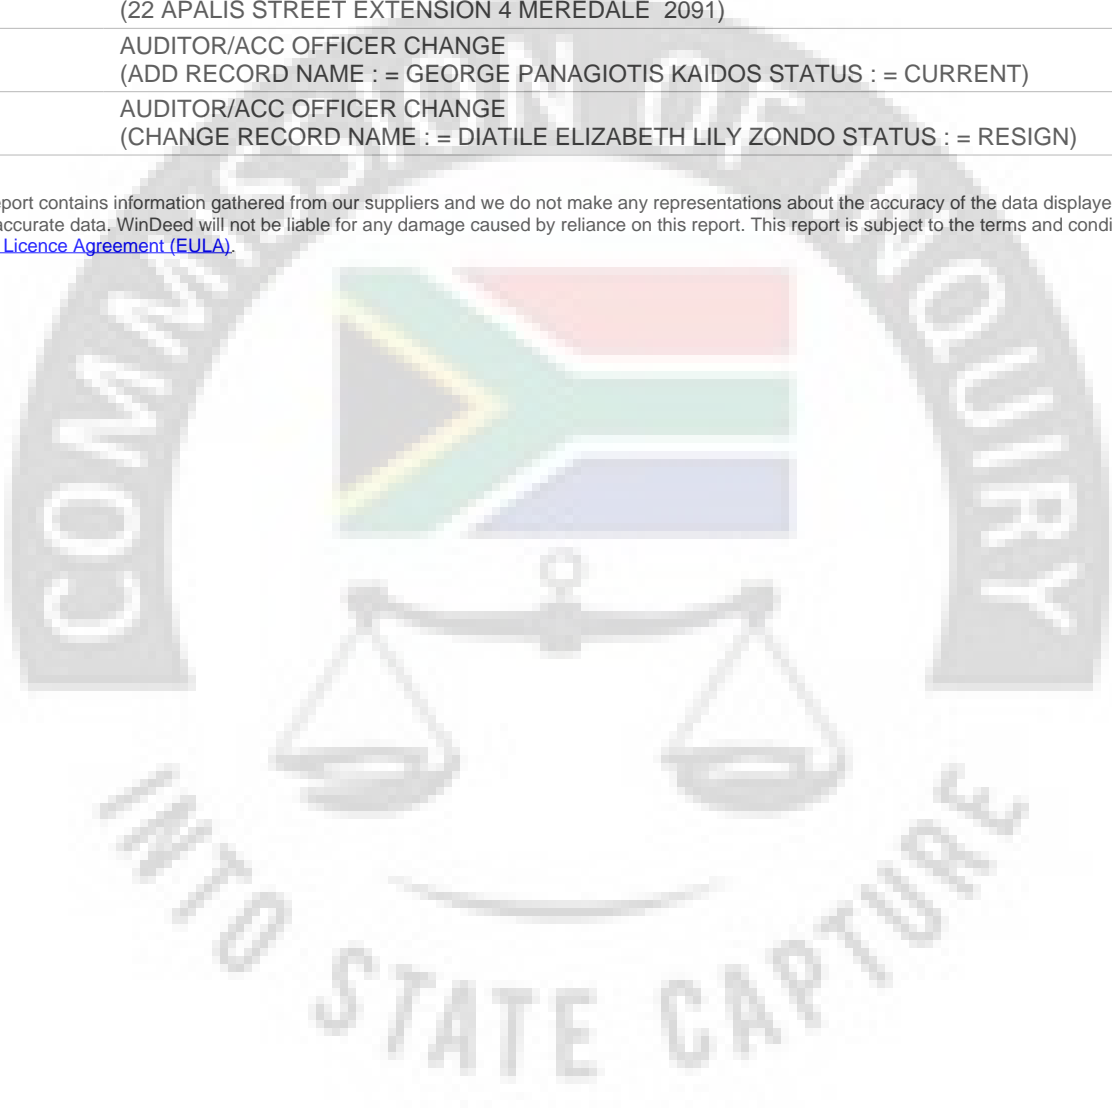 (22 APALIS STREET EXTENSION 4 MEREDALE 2091)
AUDITOR/ACC OFFICER CHANGE
(ADD RECORD NAME : = GEORGE PANAGIOTIS KAIDOS STATUS : = CURRENT)
AUDITOR/ACC OFFICER CHANGE
(CHANGE RECORD NAME : = DIATILE ELIZABETH LILY ZONDO STATUS : = RESIGN)
report contains information gathered from our suppliers and we do not make any representations about the accuracy of the data displaye
accurate data. WinDeed will not be liable for any damage caused by reliance on this report. This report is subject to the terms and condi
Licence Agreement (EULA).
COMMISSION OF INQUIRY
INTO STATE CAPTURE